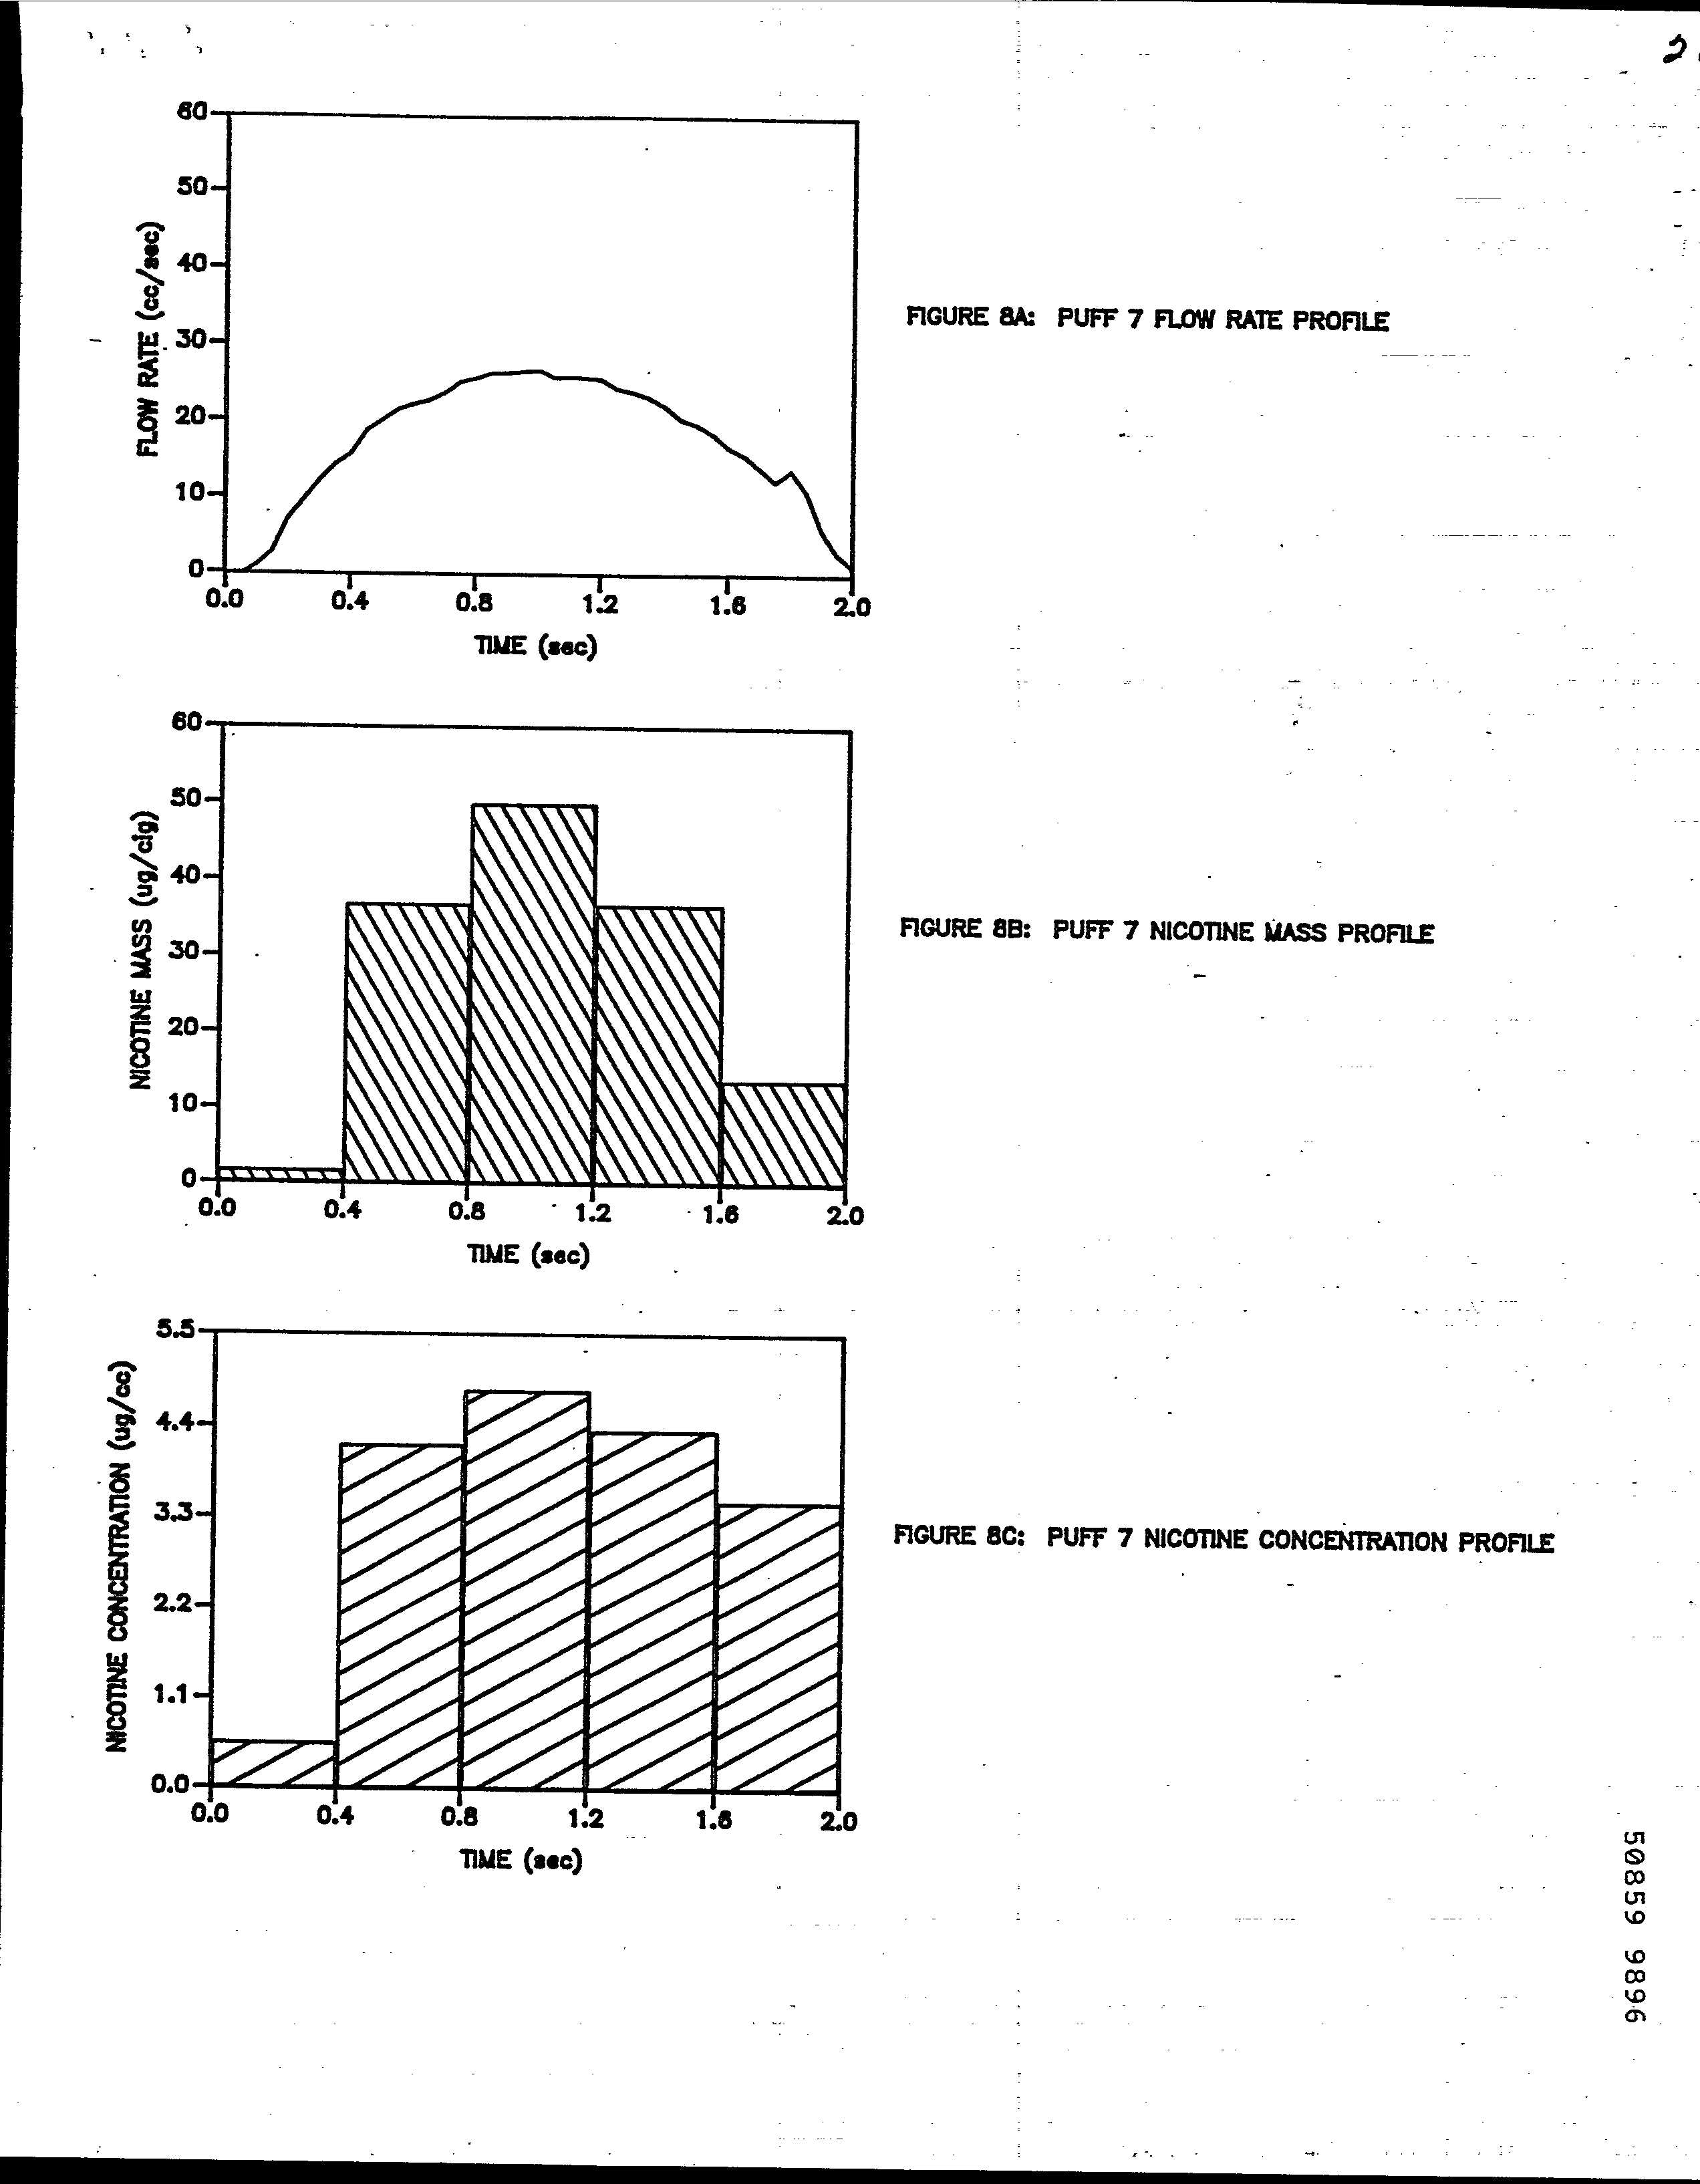 60
50
40
30
20
10
0
FLOW RATE (cc/sec)
0.0 0.4 0.8 1.2 1.6 2.0
TIME (sec)
FIGURE 8A: PUFF 7 FLOW RATE PROFILE
60
50
40
30
20
10
0
NICOTINE MASS (ug/cig)
0.0 0.4 0.8 1.2 1.6 2.0
TIME (sec)
FIGURE 8B: PUFF 7 NICOTINE MASS PROFILE
5.5
4.4
3.3
2.2
1.1
0.0
NICOTINE CONCENTRATION (ug/cc)
0.0 0.4 0.8 1.2 1.6 2.0
TIME (sec)
FIGURE 8C: PUFF 7 NICOTINE CONCENTRATION PROFILE
50859 9896